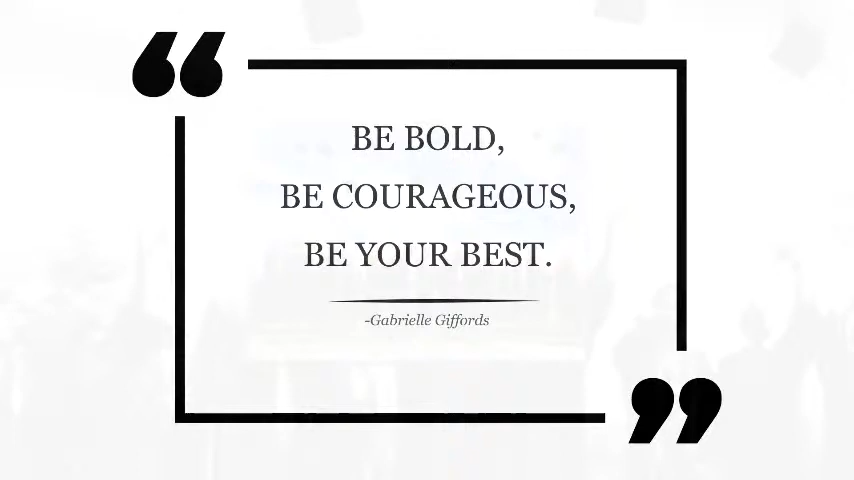 BE BOLD,
BE COURAGEOUS,
BE YOUR BEST.
-Gabrielle Giffords